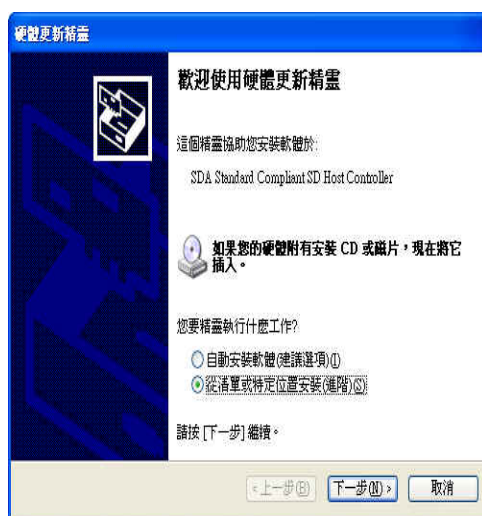 硬體更新精靈
歡迎使用硬體更新精靈
這個精靈協助您安裝軟體於:
SDA Standard Compliant SD Host Controller
如果您的硬體附有安裝 CD 或磁片，現在將它
插入。
您要精靈執行什麼工作?
自動安裝軟體(建議選項)(I)
從清單或特定位置安裝(進階)(S)
請按 [下一步] 繼續。
<上一步(B) 下一步(N)> 取消